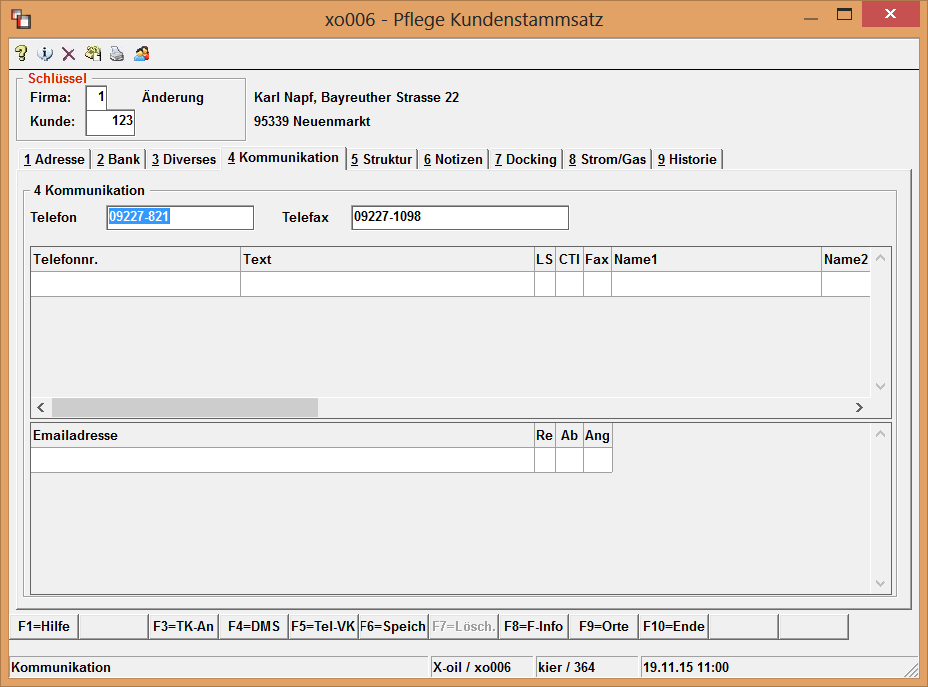 xo006 - Pflege Kundenstammsatz
Schlüssel
Firma: 1 Änderung Karl Napf, Bayreuther Strasse 22
Kunde: 123 95339 Neuenmarkt
1 Adresse 2 Bank 3 Diverses 4 Kommunikation 5 Struktur 6 Notizen 7 Docking 8 Strom/Gas 9 Historie
4 Kommunikation
Telefon 09227-821 Telefax 09227-1098
Telefonnr. Text LS CTI Fax Name1 Name2
Emailadresse Re Ab Ang
F1=Hilfe F3=TK-An F4=DMS F5=Tel-VK F6=Speich F7=Lösch. F8=F-Info F9=Orte F10=Ende
Kommunikation X-oil / xo006 kier / 364 19.11.15 11:00